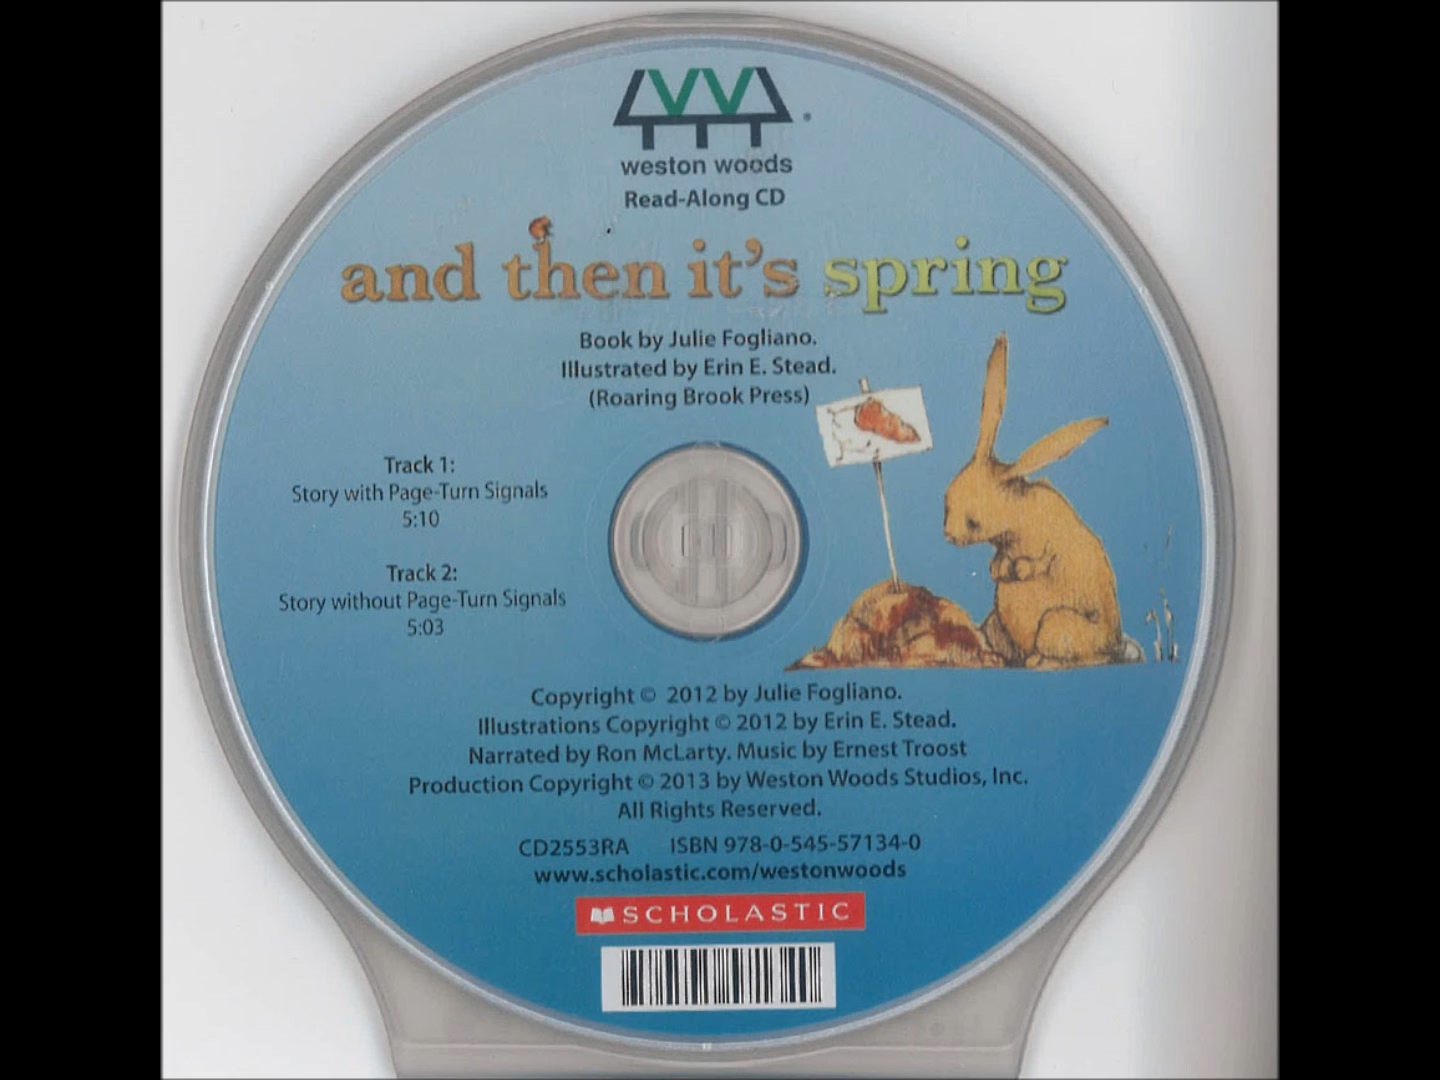 weston woods
Read-Along CD
and then it's spring
Book by Julie Fogliano.
Illustrated by Erin E. Stead.
(Roaring Brook Press)
Track 1:
Story with Page-Turn Signals
5:10
Track 2:
Story without Page-Turn Signals
5:03
Copyright © 2012 by Julie Fogliano.
Illustrations Copyright © 2012 by Erin E. Stead.
Narrated by Ron McLarty. Music by Ernest Troost
Production Copyright © 2013 by Weston Woods Studios, Inc.
All Rights Reserved.
CD2553RA ISBN 978-0-545-57134-0
www.scholastic.com/westonwoods
SCHOLASTIC